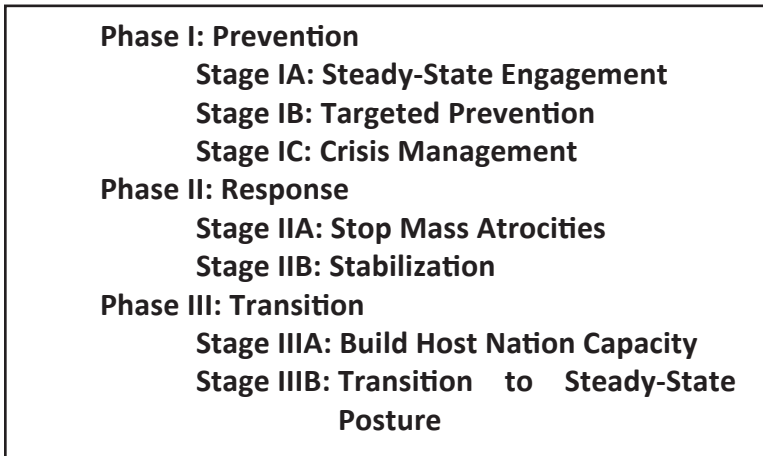 Phase I: Prevention
Stage IA: Steady-State Engagement
Stage IB: Targeted Prevention
Stage IC: Crisis Management
Phase II: Response
Stage IIA: Stop Mass Atrocities
Stage IIB: Stabilization
Phase III: Transition
Stage IIIA: Build Host Nation Capacity
Stage IIIB: Transition to Steady-State
Posture